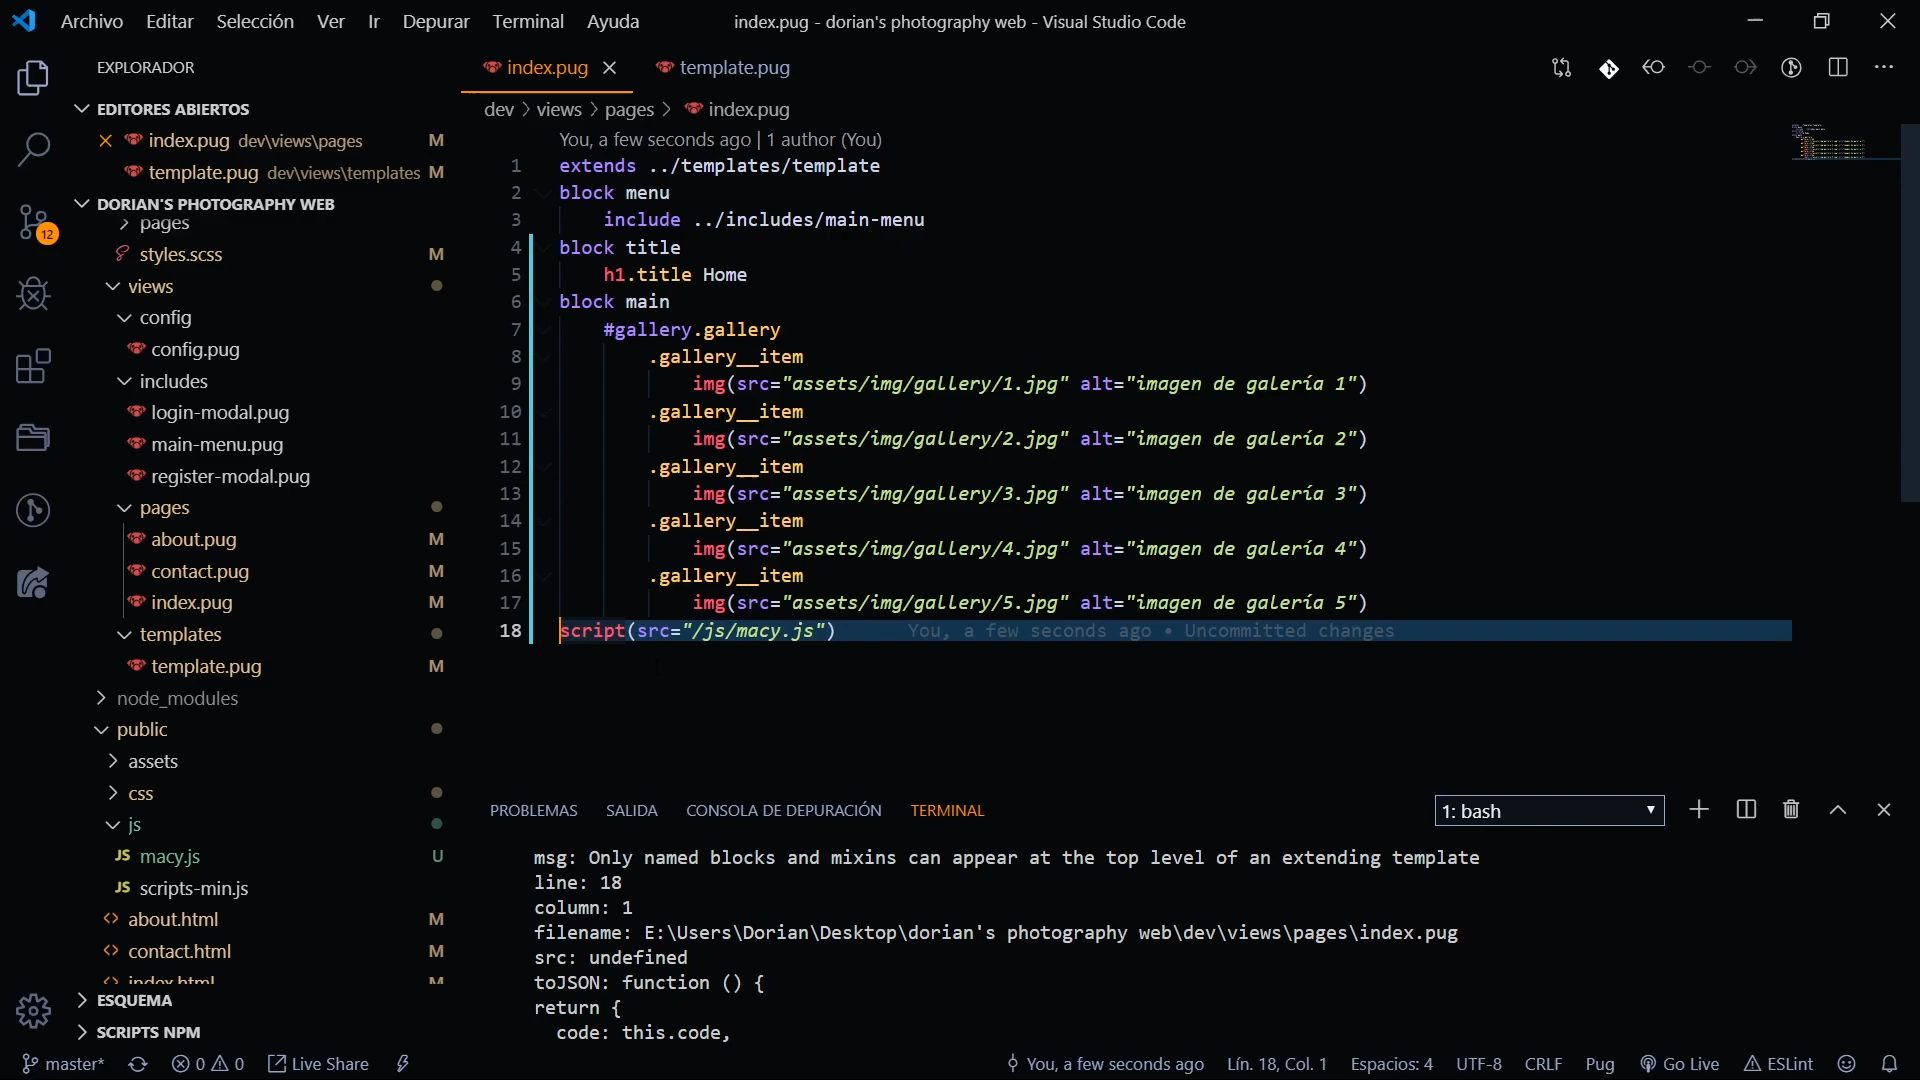 Archivo Editar Selección Ver Ir Depurar Terminal Ayuda
index.pug - dorian's photography web - Visual Studio Code
EXPLORADOR
EDITORES ABIERTOS
index.pug dev\views\pages M
template.pug dev\views\templates M
DORIAN'S PHOTOGRAPHY WEB
pages
styles.scss M
views
config
config.pug
includes
login-modal.pug
main-menu.pug
register-modal.pug
pages
about.pug M
contact.pug M
index.pug M
templates
template.pug M
node_modules
public
assets
css
js
JS macy.js U
JS scripts-min.js
about.html M
contact.html M
index.html M
ESQUEMA
SCRIPTS NPM
12
index.pug
template.pug
dev > views > pages > index.pug
You, a few seconds ago | 1 author (You)
1 extends ../templates/template
2 block menu
3 include ../includes/main-menu
4 block title
5 h1.title Home
6 block main
7 #gallery.gallery
8 .gallery__item
9 img(src="assets/img/gallery/1.jpg" alt="imagen de galería 1")
10 .gallery__item
11 img(src="assets/img/gallery/2.jpg" alt="imagen de galería 2")
12 .gallery__item
13 img(src="assets/img/gallery/3.jpg" alt="imagen de galería 3")
14 .gallery__item
15 img(src="assets/img/gallery/4.jpg" alt="imagen de galería 4")
16 .gallery__item
17 img(src="assets/img/gallery/5.jpg" alt="imagen de galería 5")
18 script(src="/js/macy.js") You, a few seconds ago • Uncommitted changes
PROBLEMAS SALIDA CONSOLA DE DEPURACIÓN TERMINAL
1: bash
msg: Only named blocks and mixins can appear at the top level of an extending template
line: 18
column: 1
filename: E:\Users\Dorian\Desktop\dorian's photography web\dev\views\pages\index.pug
src: undefined
toJSON: function () {
return {
code: this.code,
master* 0 0 Live Share
You, a few seconds ago Lín. 18, Col. 1 Espacios: 4 UTF-8 CRLF Pug Go Live ESLint